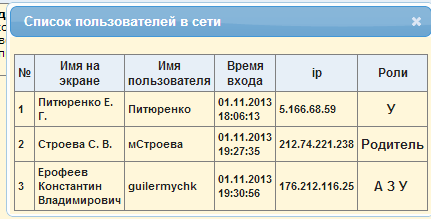 Список пользователей в сети
№ Имя на экране Имя пользователя Время входа ip Роли
1 Питюренко Е. Г. Питюренко 01.11.2013 18:06:13 5.166.68.59 У
2 Строева С. В. мСтроева 01.11.2013 19:27:35 212.74.221.238 Родитель
3 Ерофеев Константин Владимирович guilermychk 01.11.2013 19:30:56 176.212.116.25 А З У